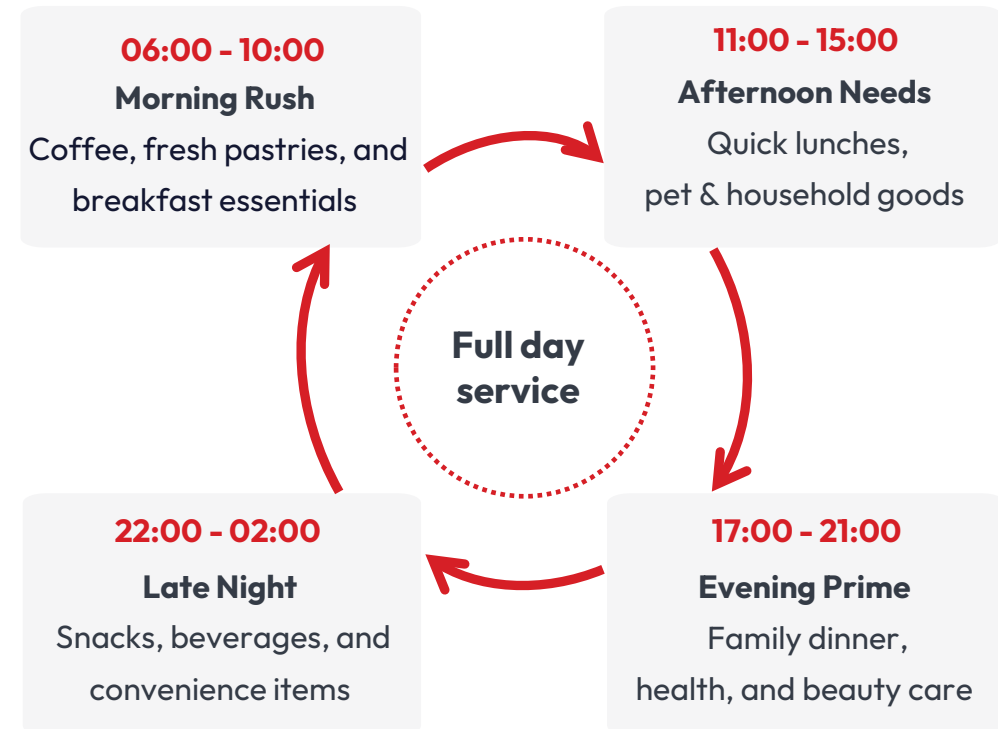 06:00 - 10:00
Morning Rush
Coffee, fresh pastries, and
breakfast essentials
11:00 - 15:00
Afternoon Needs
Quick lunches,
pet & household goods
Full day
service
17:00 - 21:00
Evening Prime
Family dinner,
health, and beauty care
22:00 - 02:00
Late Night
Snacks, beverages, and
convenience items